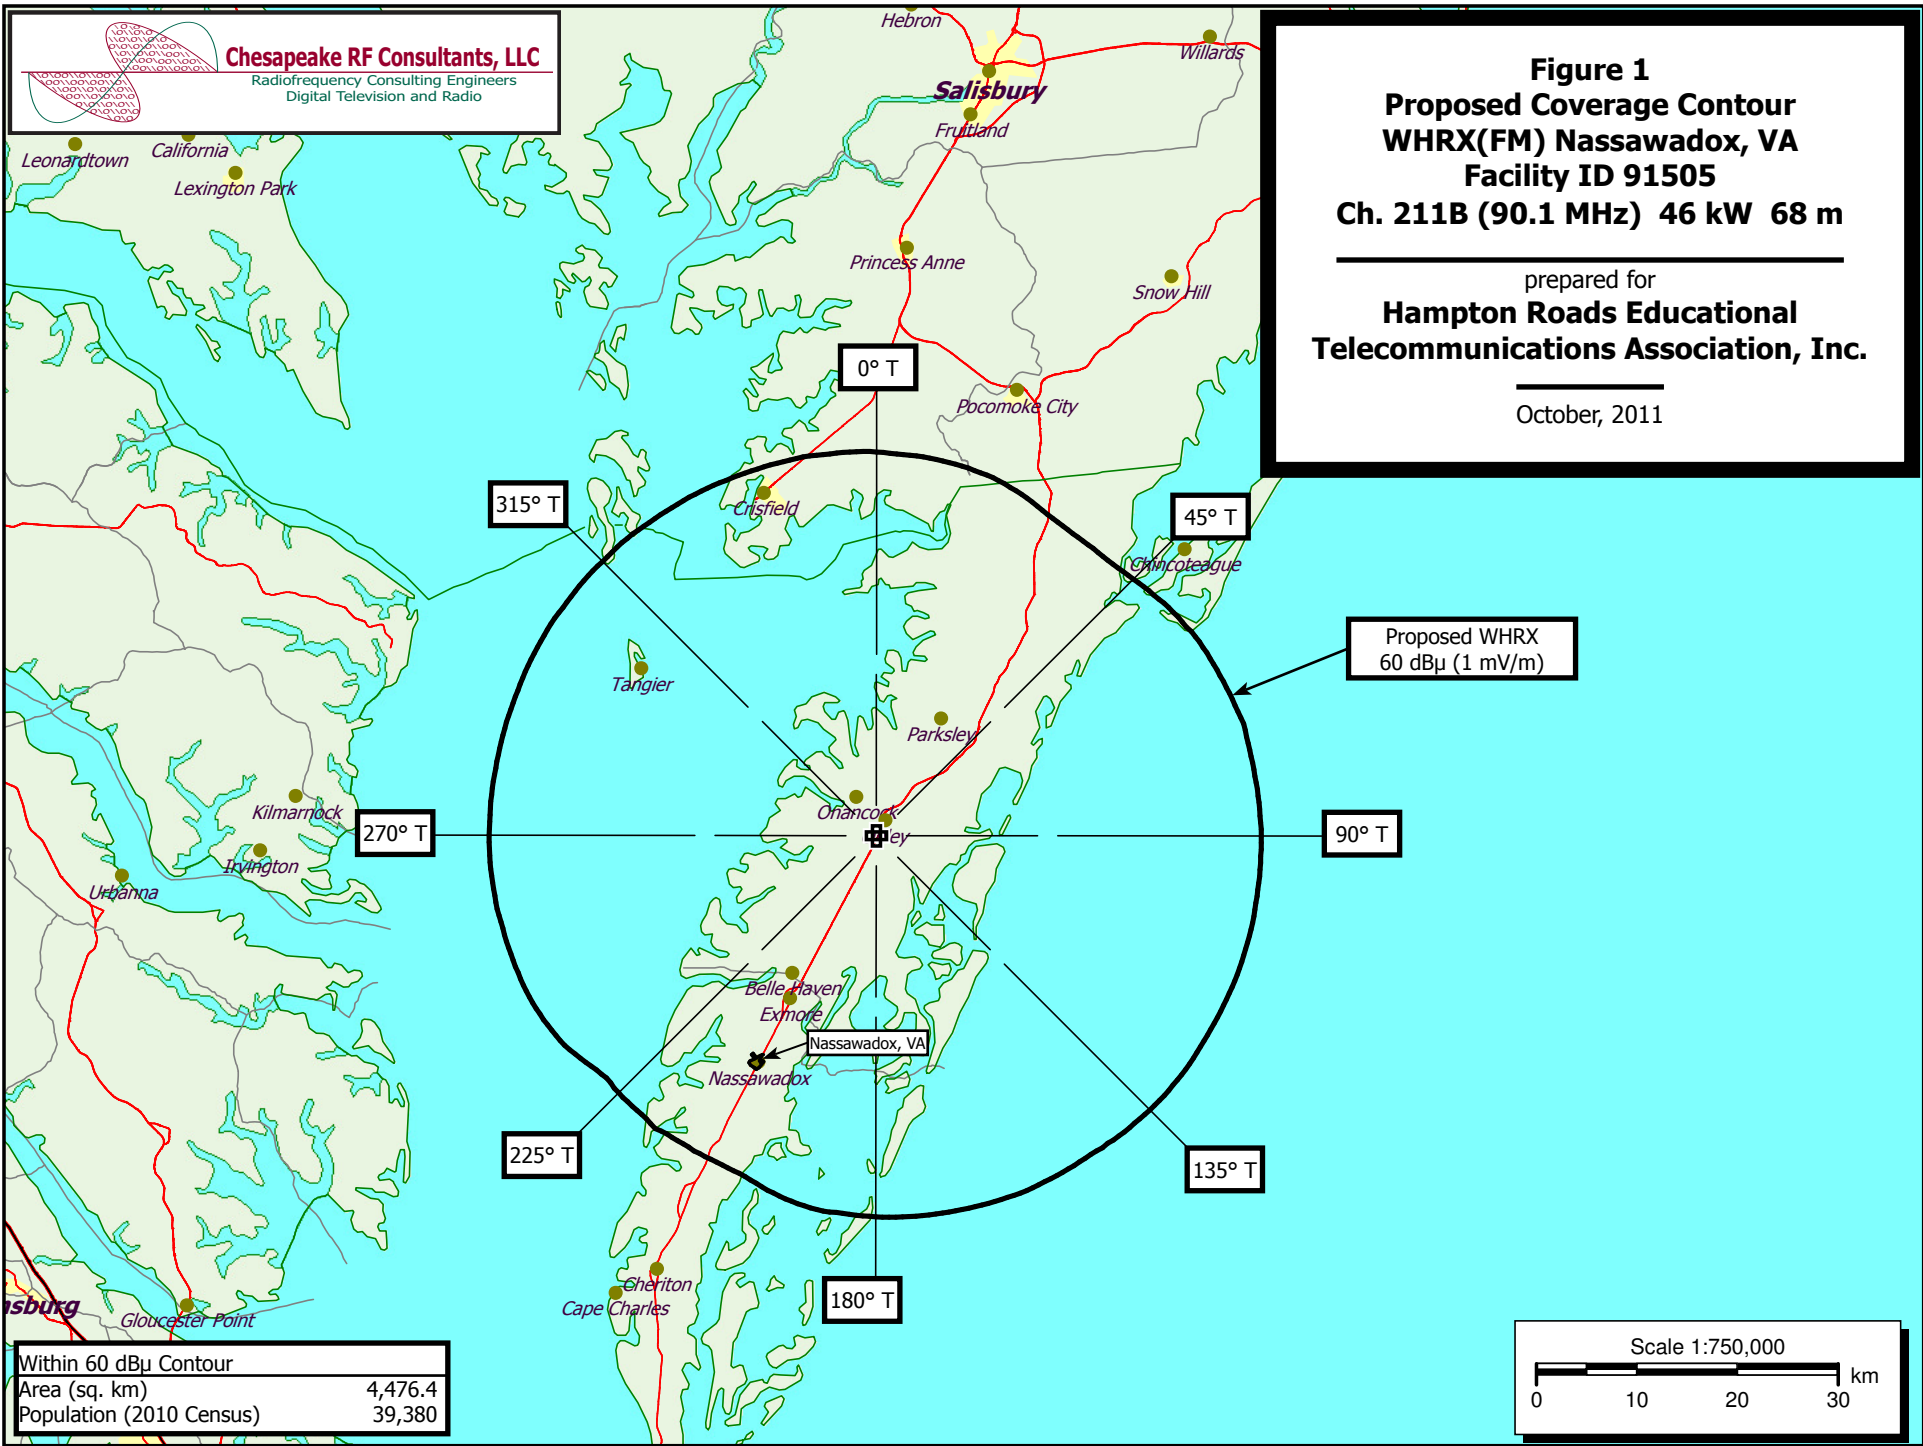 Chesapeake RF Consultants, LLC
Radiofrequency Consulting Engineers
Digital Television and Radio
Figure 1
Proposed Coverage Contour
WHRX(FM) Nassawadox, VA
Facility ID 91505
Ch. 211B (90.1 MHz) 46 kW 68 m
prepared for
Hampton Roads Educational
Telecommunications Association, Inc.
October, 2011
Hebron
Willards
Salisbury
Fruitland
Leonardtown
California
Lexington Park
Princess Anne
Snow Hill
0° T
Pocomoke City
315° T
Crisfield
45° T
Chincoteague
Proposed WHRX
60 dBµ (1 mV/m)
Tangier
Parksley
Kilmarnock
Onancock
270° T
ley
90° T
Irvington
Urbanna
Belle Haven
Exmore
Nassawadox, VA
Nassawadox
225° T
135° T
Cheriton
Cape Charles
180° T
nsburg
Gloucester Point
Within 60 dBµ Contour
Area (sq. km) 4,476.4
Population (2010 Census) 39,380
Scale 1:750,000
km
0 10 20 30